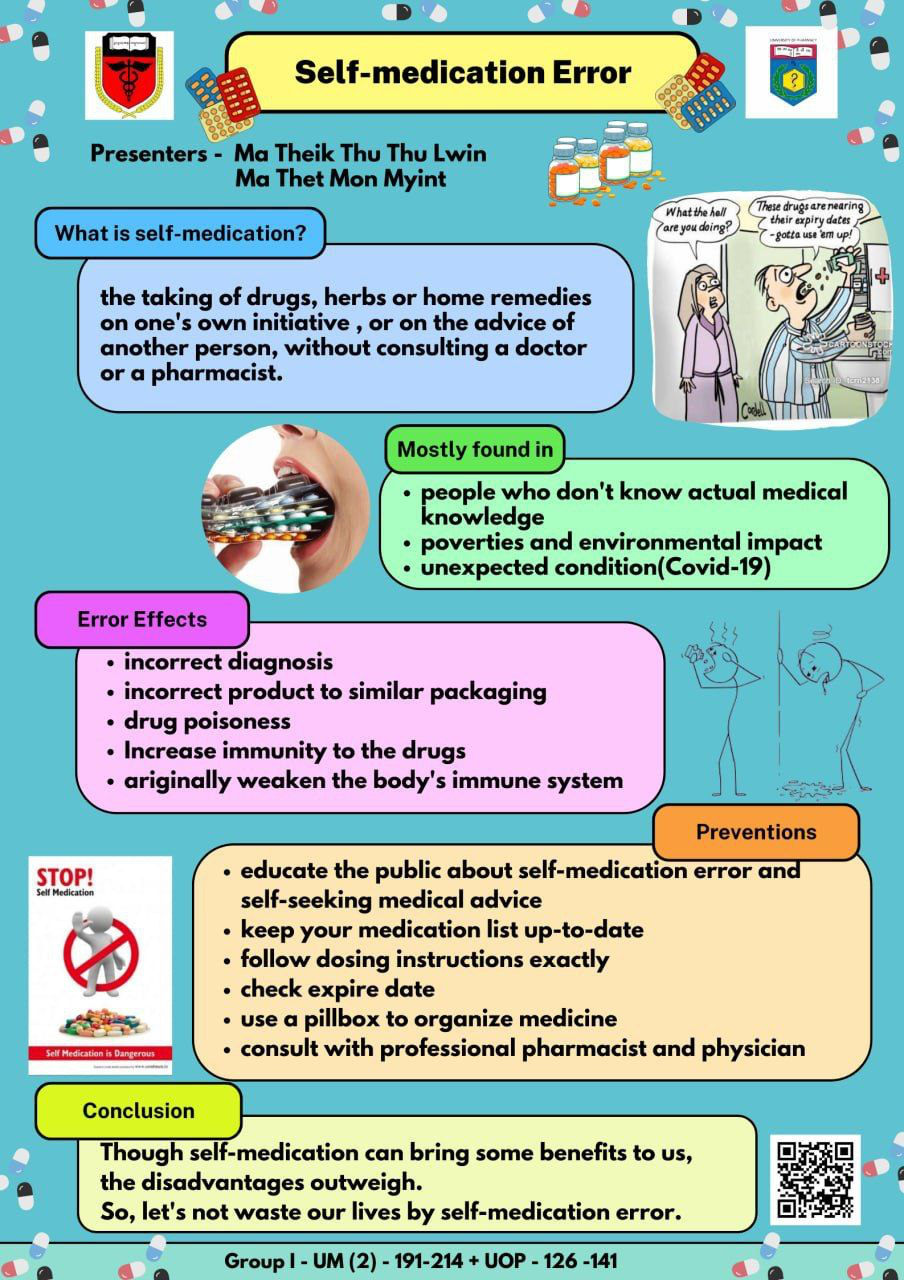 UNIVERSITY OF PHARMACY
Self-medication Error
Presenters - Ma Theik Thu Thu Lwin
Ma Thet Mon Myint
What is self-medication?
the taking of drugs, herbs or home remedies
on one's own initiative , or on the advice of
another person, without consulting a doctor
or a pharmacist.
What the hell
are you doing?
These drugs are nearing
their expiry dates
- gotta use 'em up!
CARTOONSTOCK
.com
Search ID: tcrn2138
Cordell
Mostly found in
• people who don't know actual medical
knowledge
• poverties and environmental impact
• unexpected condition(Covid-19)
Error Effects
• incorrect diagnosis
• incorrect product to similar packaging
• drug poisoness
• Increase immunity to the drugs
• ariginally weaken the body's immune system
Preventions
• educate the public about self-medication error and
self-seeking medical advice
• keep your medication list up-to-date
• follow dosing instructions exactly
• check expire date
• use a pillbox to organize medicine
• consult with professional pharmacist and physician
STOP!
Self Medication
Self Medication is Dangerous
Conclusion
Though self-medication can bring some benefits to us,
the disadvantages outweigh.
So, let's not waste our lives by self-medication error.
Group I - UM (2) - 191-214 + UOP - 126 -141